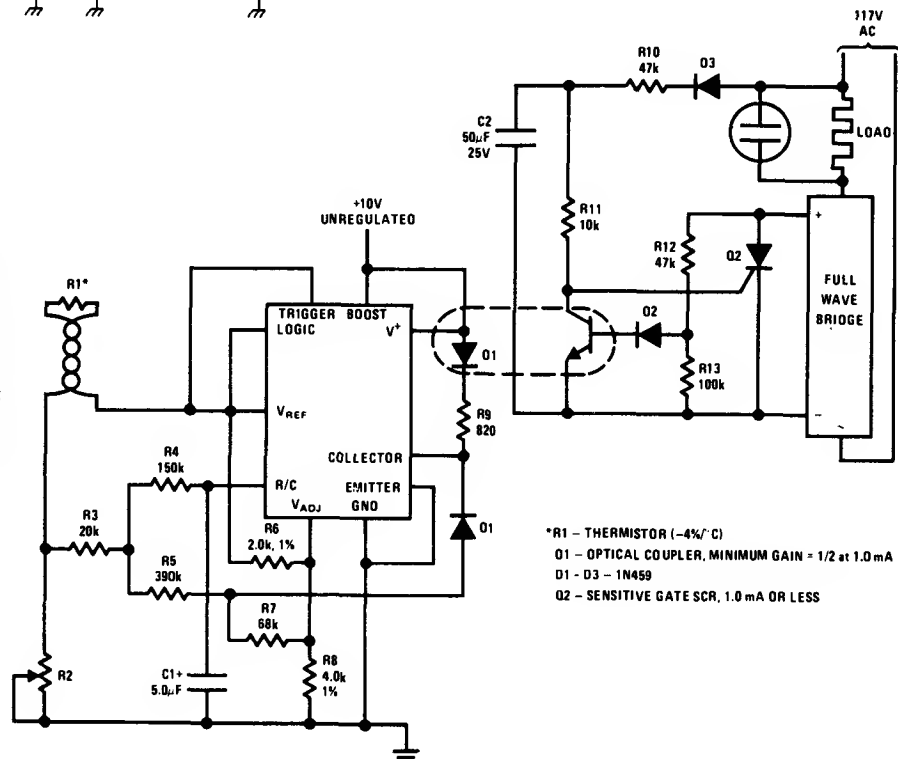 117V
AC
R10
47k
D3
C2
50µF
25V
LOAD
R11
10k
+10V
UNREGULATED
R12
47k
Q2
R1*
TRIGGER BOOST
LOGIC
V+
FULL
WAVE
BRIDGE
D2
D1
R13
100k
VREF
R9
820
R4
150k
COLLECTOR
R/C
EMITTER
GND
VADJ
R3
20k
R6
2.0k, 1%
D1
R5
390k
R7
68k
R2
C1+
5.0µF
R8
4.0k
1%
+
−
~
*R1 – THERMISTOR (–4%/°C)
Q1 – OPTICAL COUPLER, MINIMUM GAIN = 1/2 at 1.0 mA
D1 - D3 – 1N459
Q2 – SENSITIVE GATE SCR, 1.0 mA OR LESS